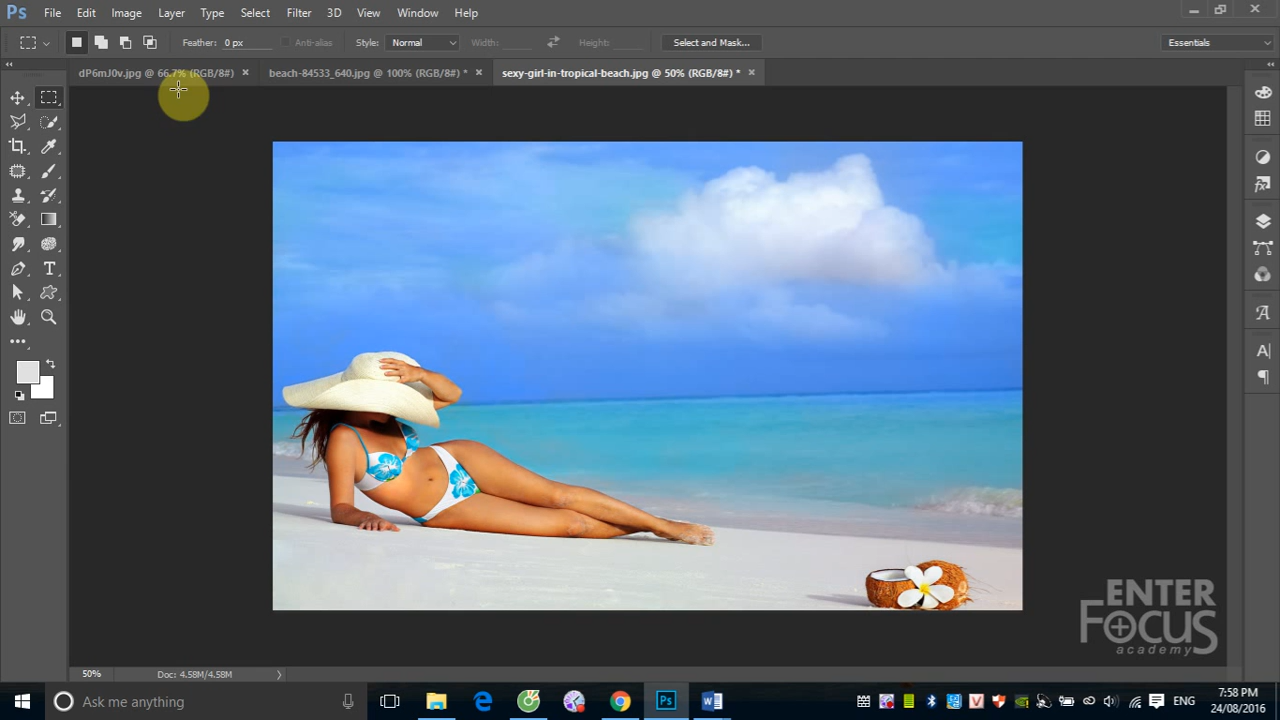 Ps File Edit Image Layer Type Select Filter 3D View Window Help
Feather: 0 px Anti-alias Style: Normal Width: Height: Select and Mask... Essentials
dP6mJ0v.jpg @ 66.7% (RGB/8#) × beach-84533_640.jpg @ 100% (RGB/8#) * × sexy-girl-in-tropical-beach.jpg @ 50% (RGB/8#) * ×
ENTER
FOCUS
academy
50% Doc: 4.58M/4.58M
Ask me anything
Ps
ENG
7:58 PM
24/08/2016